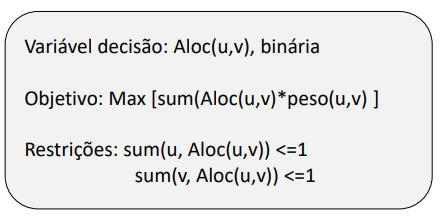 Variável decisão: Aloc(u,v), binária
Objetivo: Max [sum(Aloc(u,v)*peso(u,v) ]
Restrições: sum(u, Aloc(u,v)) <=1
sum(v, Aloc(u,v)) <=1